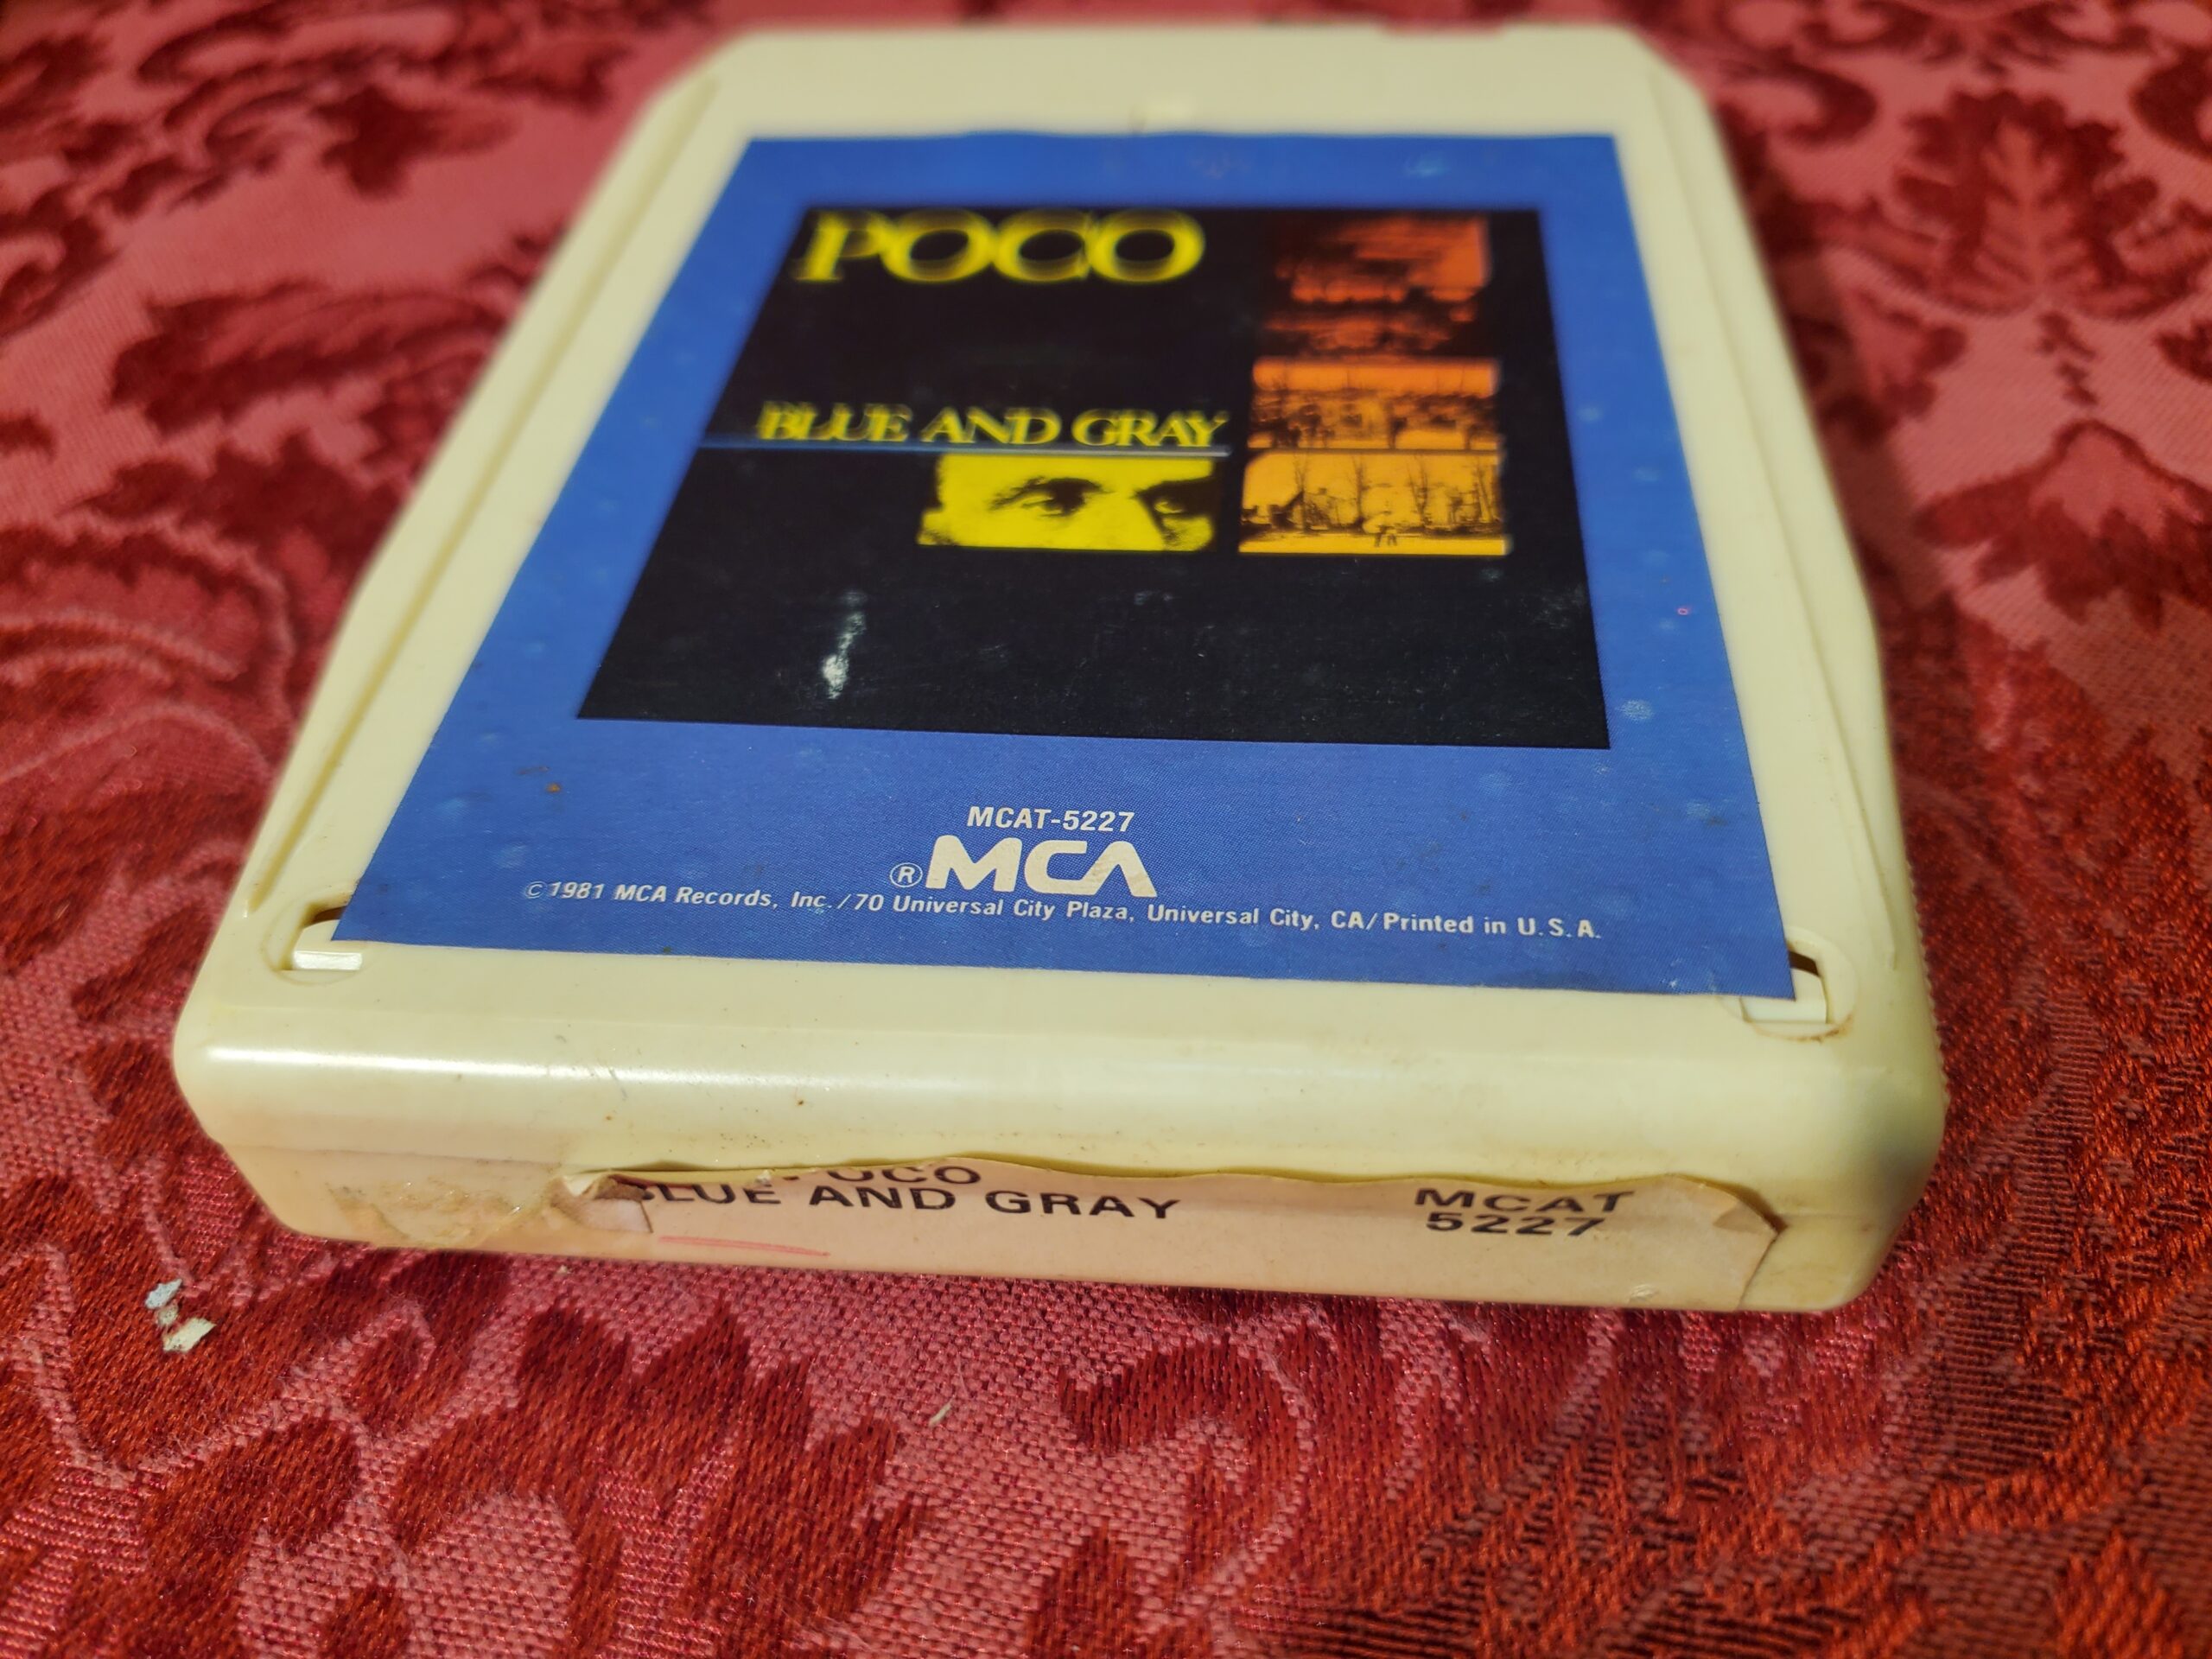 POCO
BLUE AND GRAY
MCAT-5227
® MCA
© 1981 MCA Records, Inc./70 Universal City Plaza, Universal City, CA/Printed in U.S.A.
OCO
BLUE AND GRAY
MCAT
5227